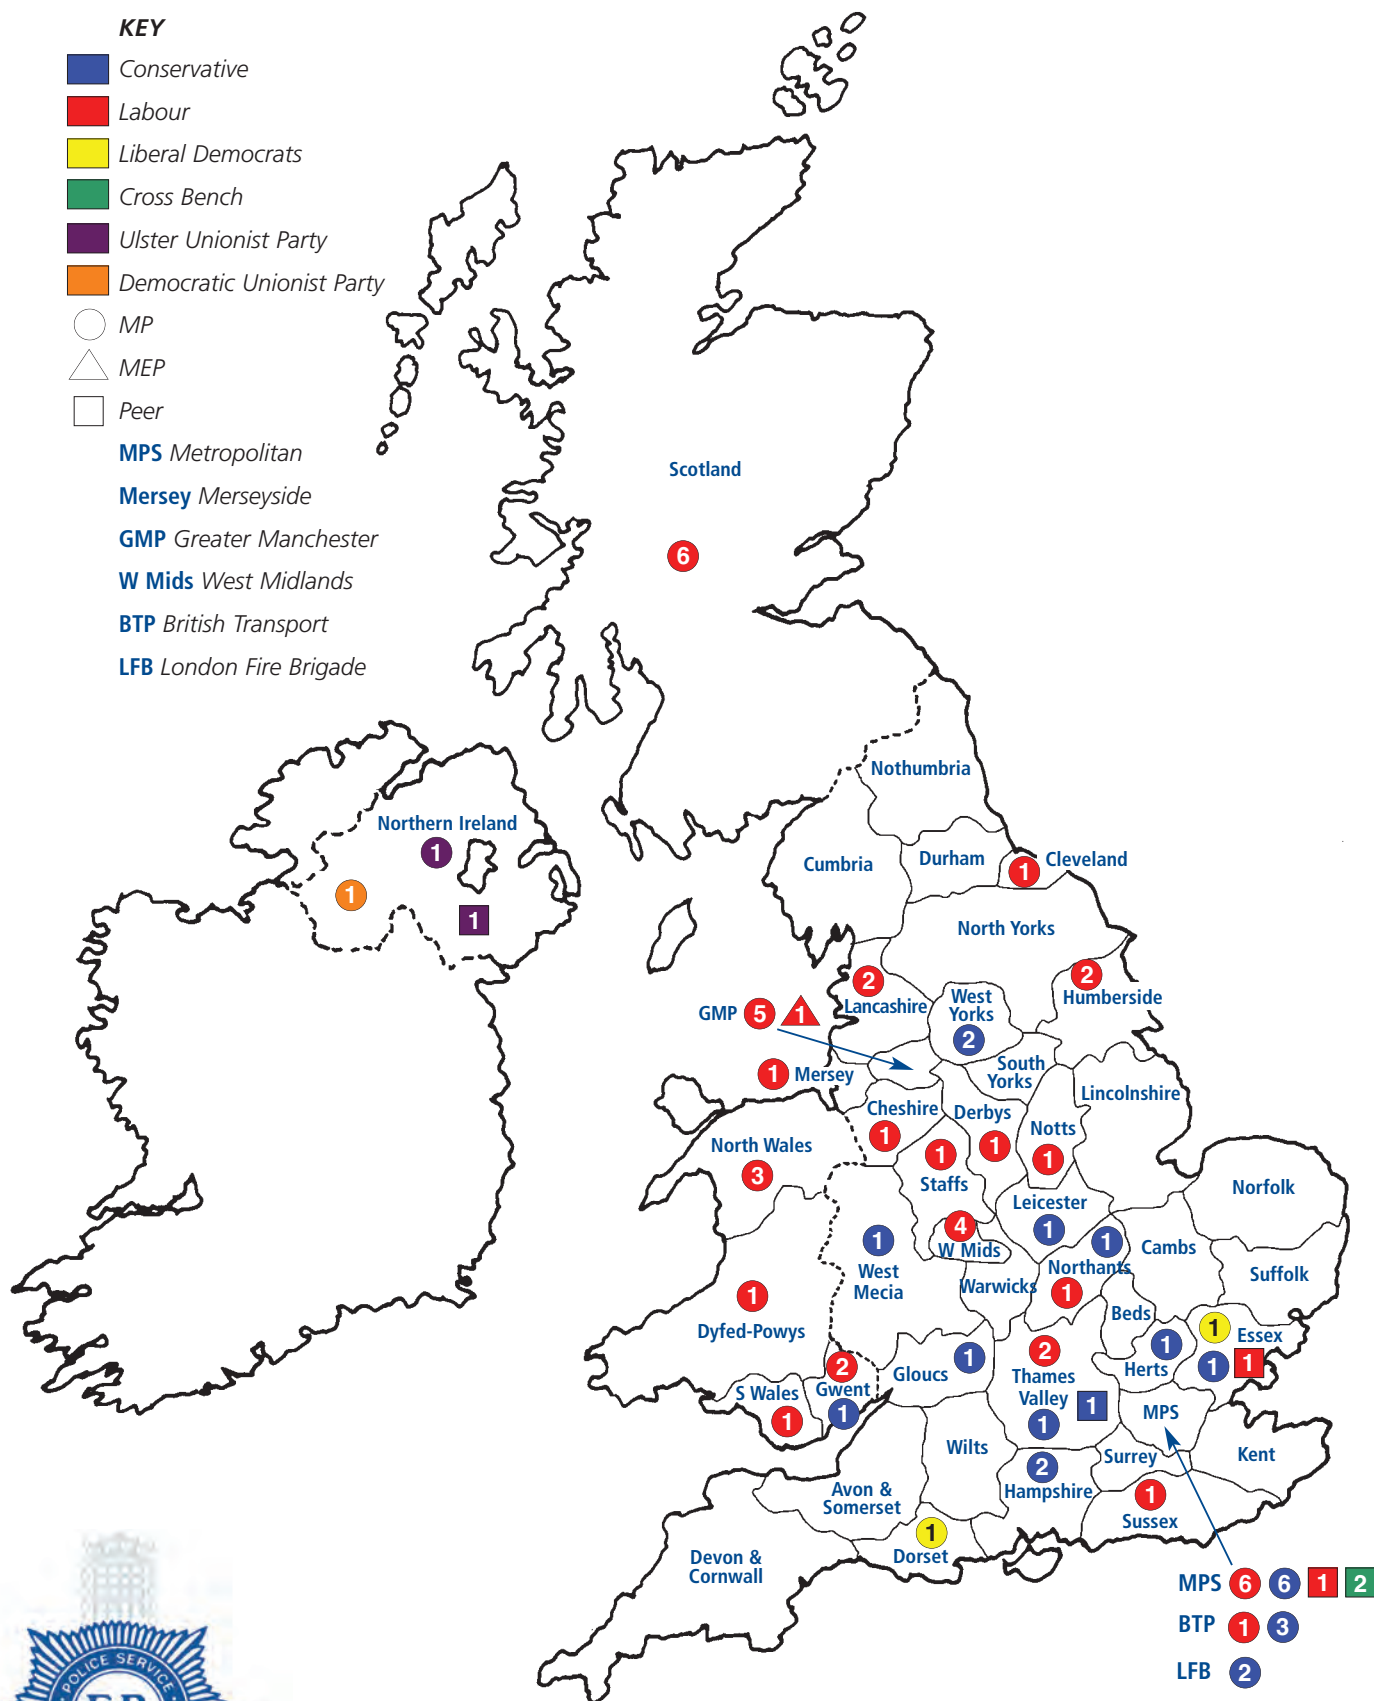 KEY
Conservative
Labour
Liberal Democrats
Cross Bench
Ulster Unionist Party
Democratic Unionist Party
MP
MEP
Peer
MPS Metropolitan
Mersey Merseyside
GMP Greater Manchester
W Mids West Midlands
BTP British Transport
LFB London Fire Brigade
Scotland
6
Nothumbria
Northern Ireland
1
1
1
Cumbria
Durham
Cleveland
1
North Yorks
2
Lancashire
West
Yorks
2
2
Humberside
GMP 5 1
1 Mersey
South
Yorks
Lincolnshire
Cheshire
1
Derbys
1
Notts
1
North Wales
3
1
Staffs
Leicester
1
Norfolk
4
W Mids
1
Northants
1
Cambs
Suffolk
1
West
Mecia
Warwicks
1
Dyfed-Powys
Beds
1
Essex
1
1
1
Herts
2
Gwent
1
Gloucs
1
2
Thames
Valley
1
1
S Wales
1
MPS
Wilts
Surrey
Kent
2
Hampshire
Avon &
Somerset
1
Sussex
1
Dorset
Devon &
Cornwall
MPS 6 6 1 2
BTP 1 3
LFB 2
POLICE SERVICE